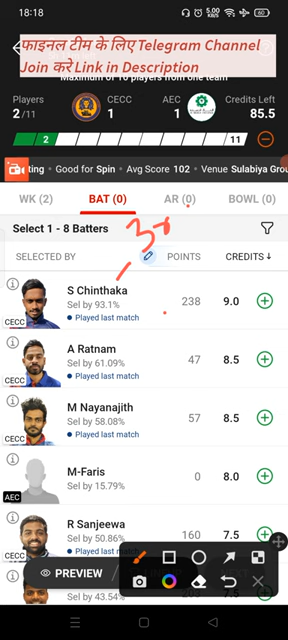 18:18
5.00 KB/S
60
फाइनल टीम के लिए Telegram Channel
Join करे Link in Description
Maximum of 10 players from one team
Players
2/11
CECC
1
AEC
1
Credits Left
85.5
2
11
ting • Good for Spin • Avg Score 102 • Venue Sulabiya Grou
WK (2) BAT (0) AR (0) BOWL (0)
Select 1 - 8 Batters
SELECTED BY POINTS CREDITS↓
S Chinthaka
Sel by 93.1%
Played last match
238 9.0
CECC
A Ratnam
Sel by 61.09%
Played last match
47 8.5
CECC
M Nayanajith
Sel by 58.08%
Played last match
57 8.5
CECC
M-Faris
Sel by 15.79%
0 8.0
AEC
R Sanjeewa
Sel by 50.86%
Played last match
160 7.5
CECC
PREVIEW
NEXT
Sel by 43.54%